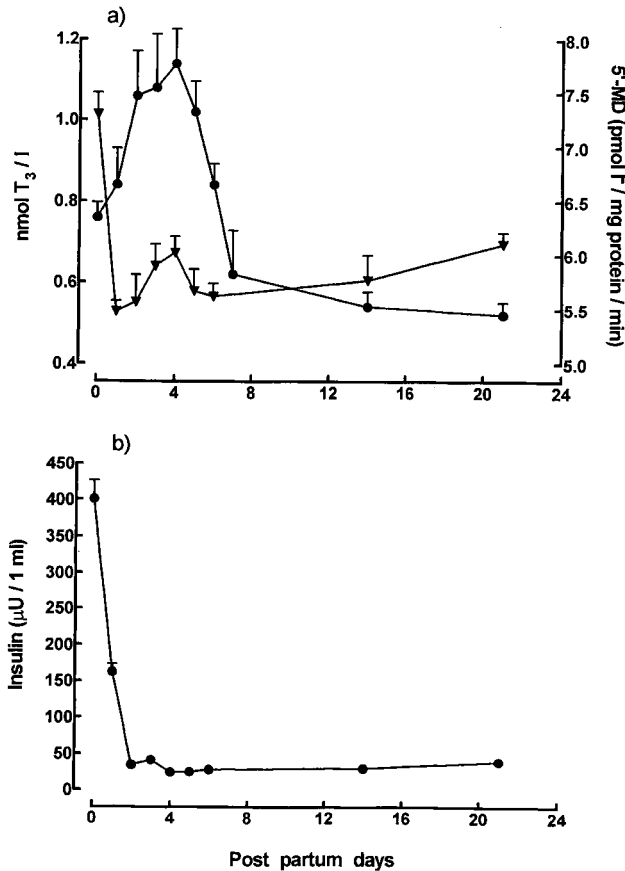 a)
1.2
1.0
0.8
0.6
0.4
nmol T3 / l
8.0
7.5
7.0
6.5
6.0
5.5
5.0
5'-MD (pmol I- / mg protein / min)
0 4 8 12 16 20 24
b)
450
400
350
300
250
200
150
100
50
0
Insulin (μU / 1 ml)
0 4 8 12 16 20 24
Post partum days